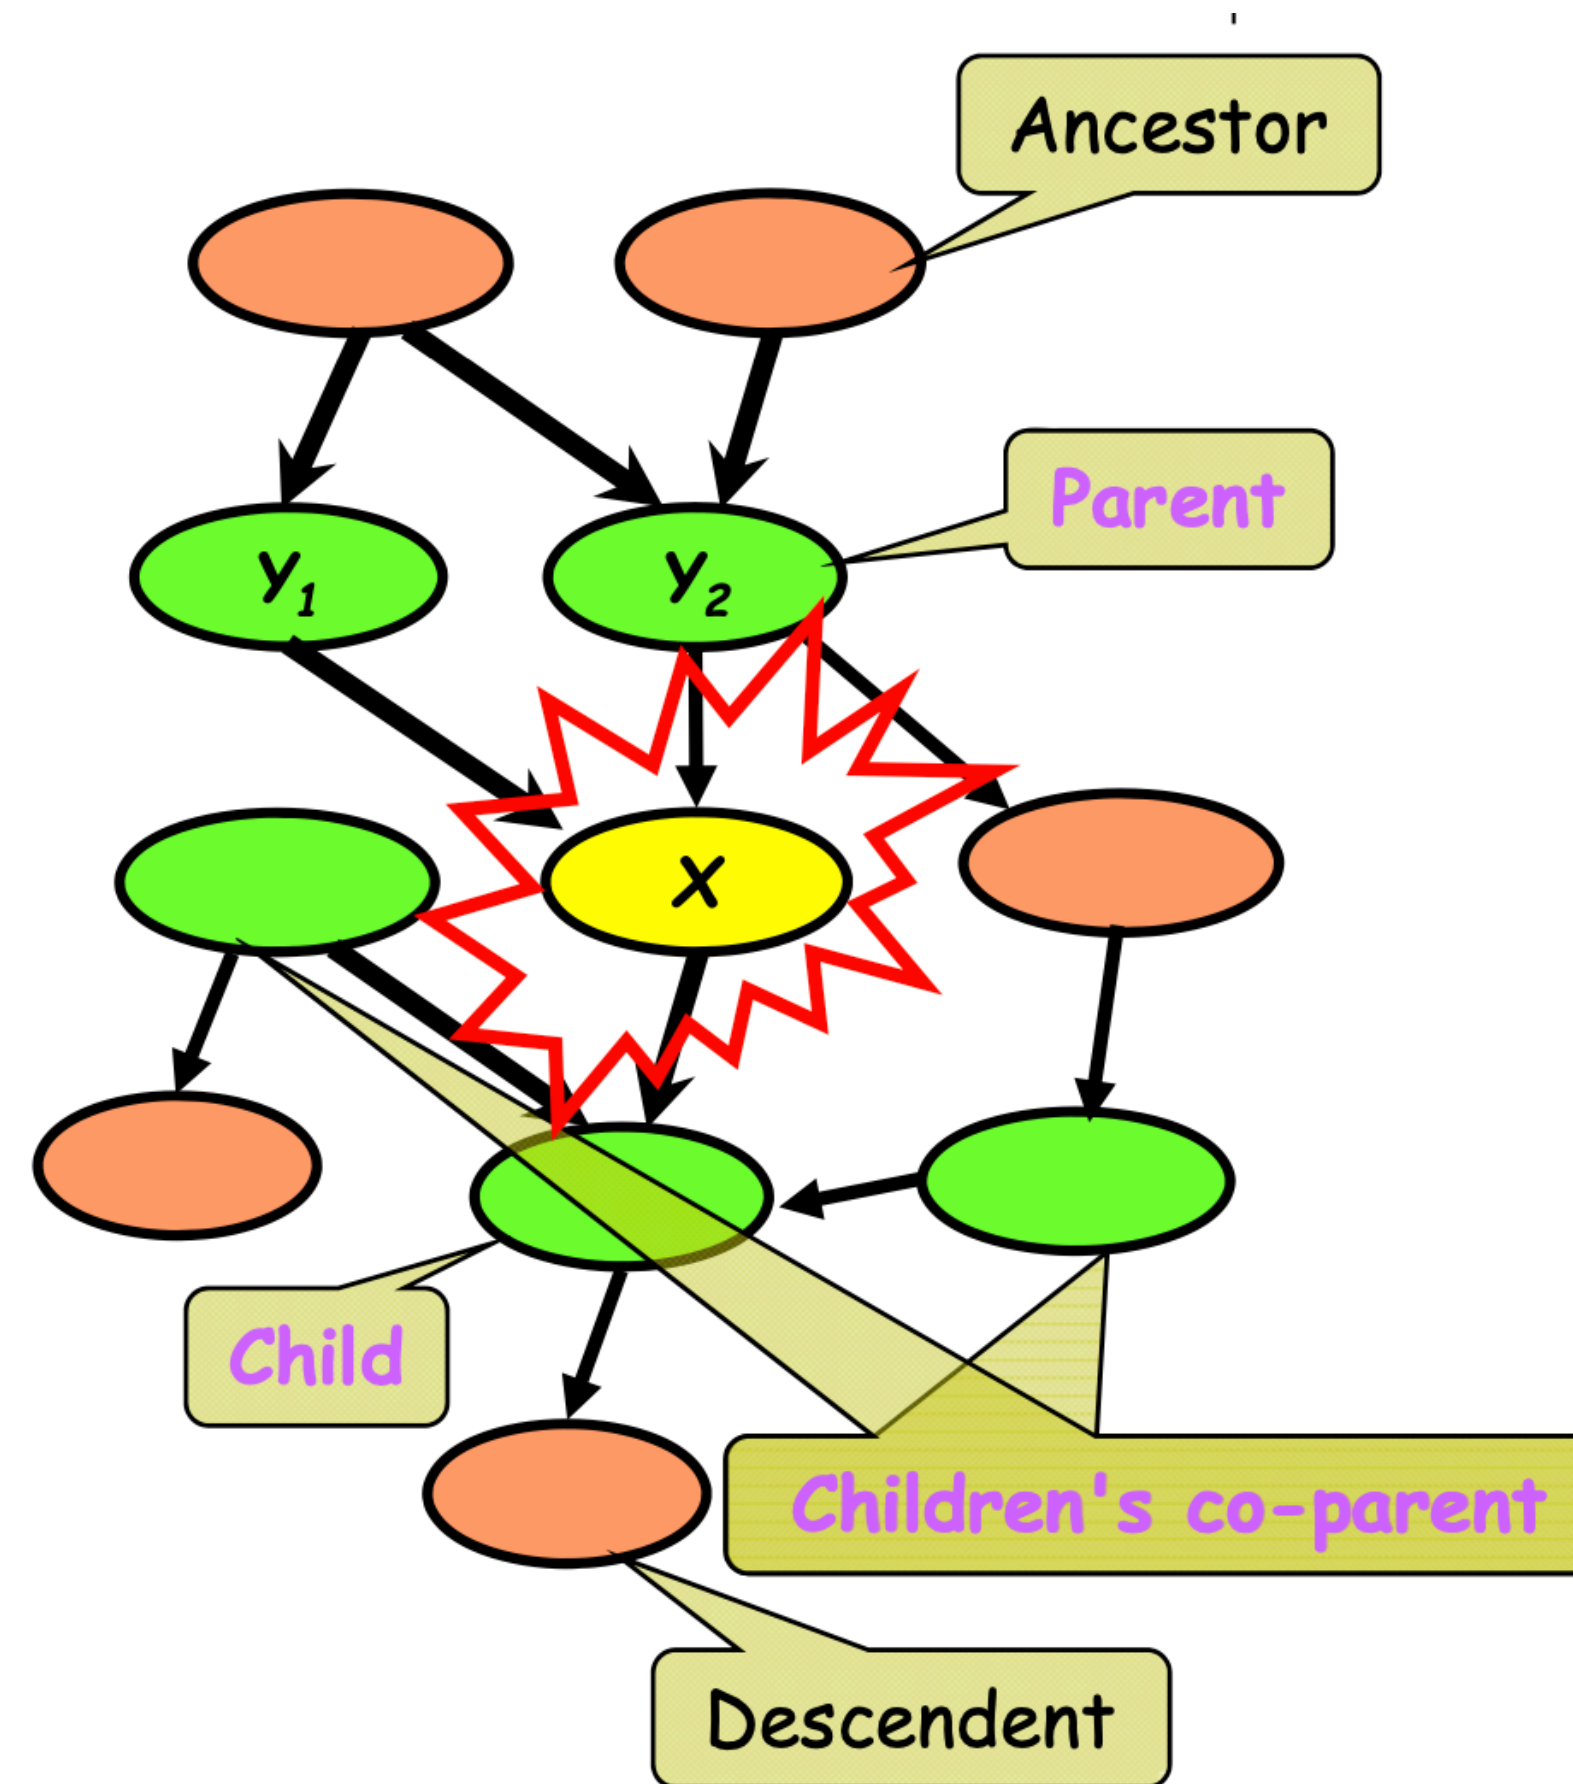 Ancestor
Parent
Y1
Y2
X
Child
Children's co-parent
Descendent